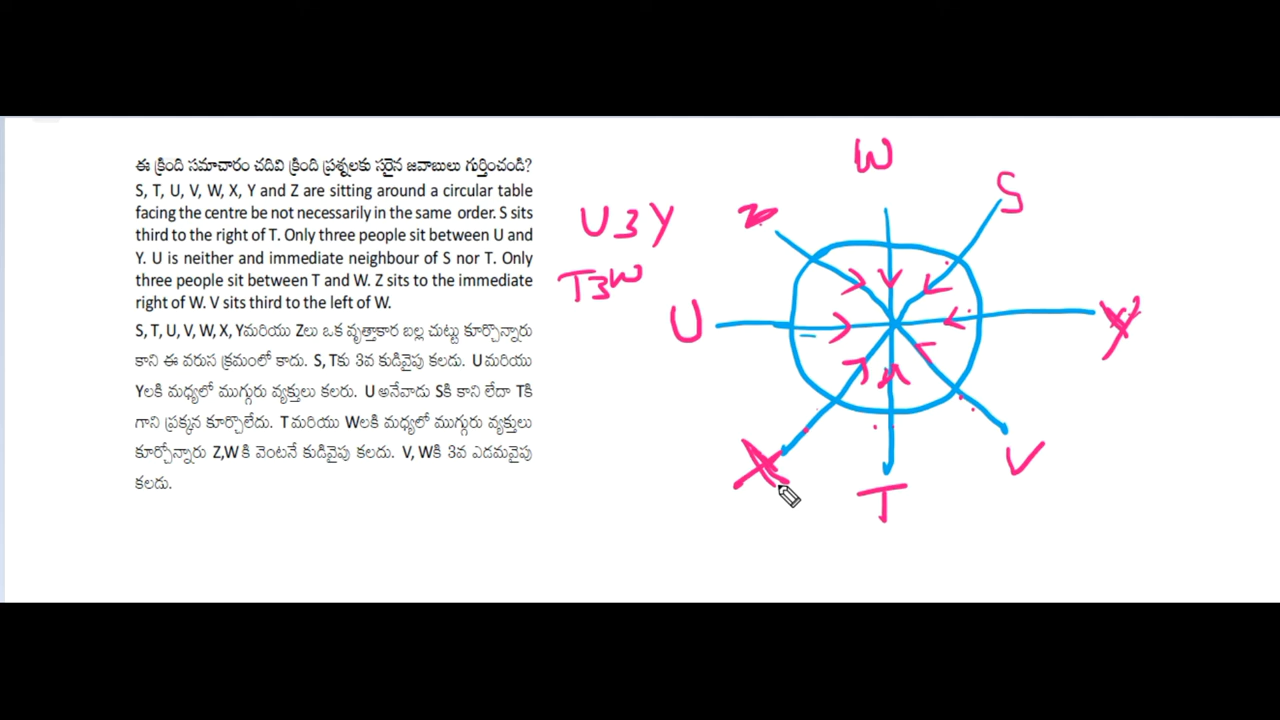 ఈ క్రింది సమాచారం చదివి క్రింది ప్రశ్నలకు సరైన జవాబులు గుర్తించండి?
S, T, U, V, W, X, Y and Z are sitting around a circular table
facing the centre be not necessarily in the same order. S sits
third to the right of T. Only three people sit between U and
Y. U is neither and immediate neighbour of S nor T. Only
three people sit between T and W. Z sits to the immediate
right of W. V sits third to the left of W.
S, T, U, V, W, X, Yమరియు Zలు ఒక వృత్తాకార బల్ల చుట్టు కూర్చొన్నారు
కాని ఈ వరుస క్రమంలో కాదు. S, Tకు 3వ కుడివైపు కలదు. U మరియు
Yలకి మధ్యలో ముగ్గురు వ్యక్తులు కలరు. U అనేవాడు Sకి కాని లేదా Tకి
గాని ప్రక్కన కూర్చొలేదు. T మరియు Wలకి మధ్యలో ముగ్గురు వ్యక్తులు
కూర్చోన్నారు Z,W కి వెంటనే కుడివైపు కలదు. V, Wకి 3వ ఎడమవైపు
కలదు.
U 3 Y
T 3 W
W
S
Z
U
Y
X
T
V